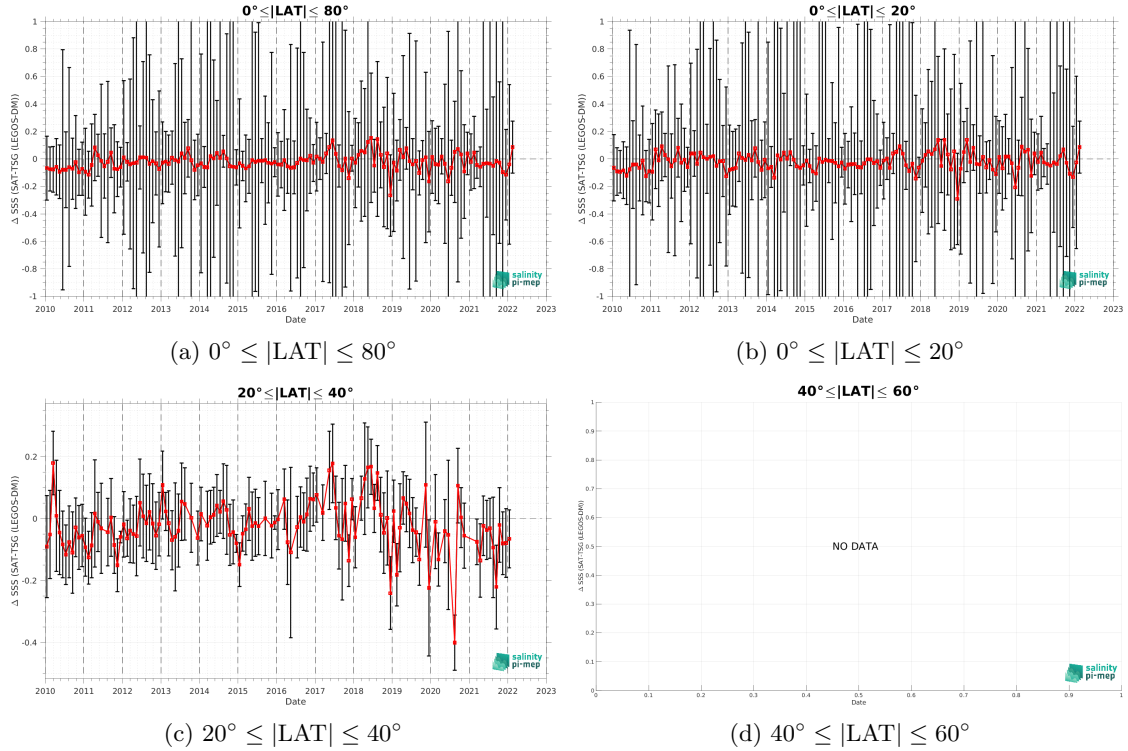 0°≤|LAT|≤ 80°
Δ SSS (SAT-TSG (LEGOS-DM))
1
0.8
0.6
0.4
0.2
0
-0.2
-0.4
-0.6
-0.8
-1
2010 2011 2012 2013 2014 2015 2016 2017 2018 2019 2020 2021 2022 2023
Date
salinity
pi-mep
(a) 0° ≤ |LAT| ≤ 80°
0°≤|LAT|≤ 20°
Δ SSS (SAT-TSG (LEGOS-DM))
1
0.8
0.6
0.4
0.2
0
-0.2
-0.4
-0.6
-0.8
-1
2010 2011 2012 2013 2014 2015 2016 2017 2018 2019 2020 2021 2022 2023
Date
salinity
pi-mep
(b) 0° ≤ |LAT| ≤ 20°
20°≤|LAT|≤ 40°
Δ SSS (SAT-TSG (LEGOS-DM))
0.2
0
-0.2
-0.4
2010 2011 2012 2013 2014 2015 2016 2017 2018 2019 2020 2021 2022 2023
Date
salinity
pi-mep
(c) 20° ≤ |LAT| ≤ 40°
40°≤|LAT|≤ 60°
Δ SSS (SAT-TSG (LEGOS-DM))
1
0.9
0.8
0.7
0.6
0.5
0.4
0.3
0.2
0.1
0
NO DATA
0 0.1 0.2 0.3 0.4 0.5 0.6 0.7 0.8 0.9 1
Date
salinity
pi-mep
(d) 40° ≤ |LAT| ≤ 60°